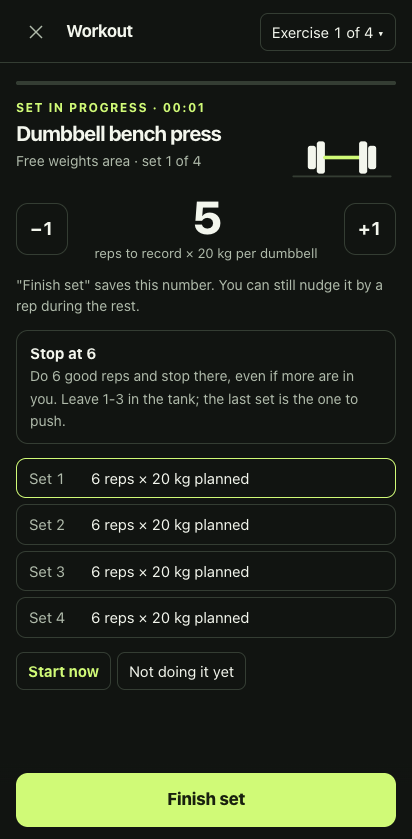 Workout
Exercise 1 of 4 ▾
SET IN PROGRESS · 00:01
Dumbbell bench press
Free weights area · set 1 of 4
−1
5
+1
reps to record × 20 kg per dumbbell
"Finish set" saves this number. You can still nudge it by a
rep during the rest.
Stop at 6
Do 6 good reps and stop there, even if more are in
you. Leave 1-3 in the tank; the last set is the one to
push.
Set 1 6 reps × 20 kg planned
Set 2 6 reps × 20 kg planned
Set 3 6 reps × 20 kg planned
Set 4 6 reps × 20 kg planned
Start now Not doing it yet
Finish set